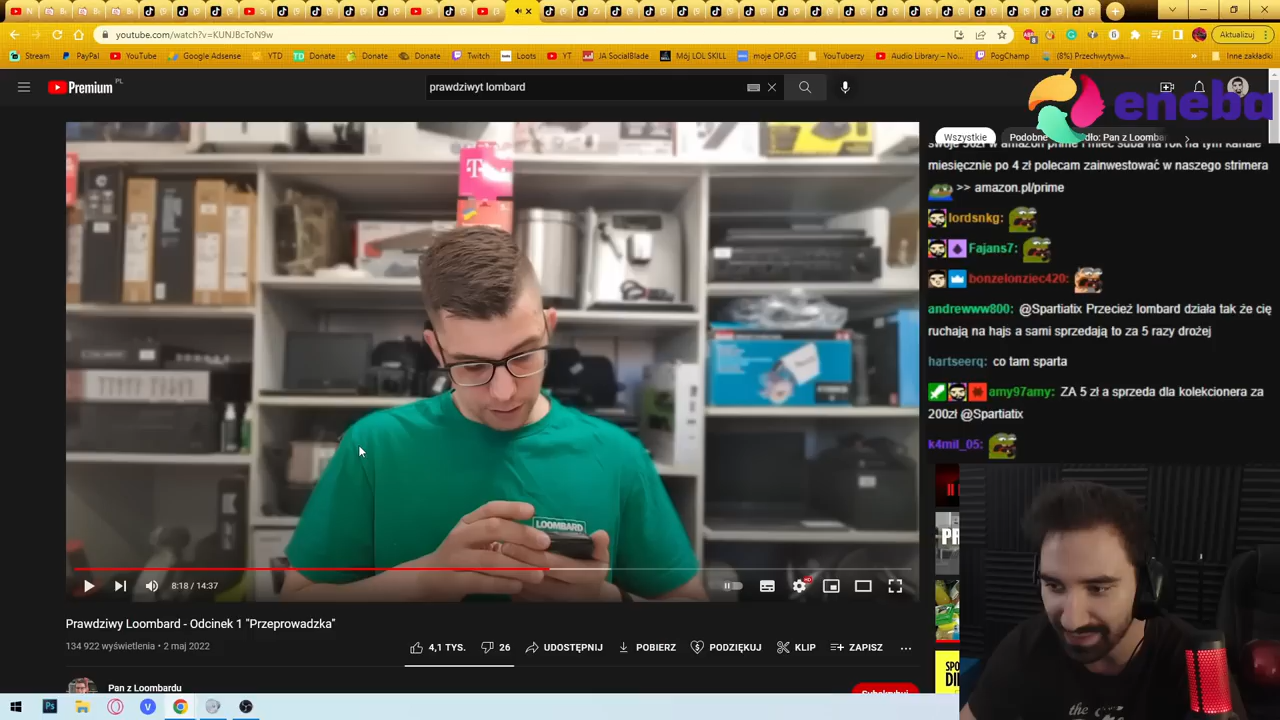 youtube.com/watch?v=KUNJBcToN9w
Aktualizuj
Stream PayPal YouTube Google Adsense YTD Donate Donate Donate Twitch Loots YT JA SocialBlade Mój LOL SKILL moje OP.GG YouTuberzy Audio Library – No... PogChamp (8%) Przechwytywa... Inne zakładki
Premium PL
prawdziwyt lombard
eneba
Wszystkie Podobne
miesięcznie po 4 zł polecam zainwestować w naszego strimera
>> amazon.pl/prime
lordsnkg:
Fajans7:
bonzelonziec420:
andrewww800: @Spartiatix Przecież lombard działa tak że cię
ruchają na hajs a sami sprzedają to za 5 razy drożej
hartseerq: co tam sparta
amy97amy: ZA 5 zł a sprzeda dla kolekcionera za
200zł @Spartiatix
k4mil_05:
T
LOOMBARD
8:18 / 14:37
HD
Prawdziwy Loombard - Odcinek 1 "Przeprowadzka"
134 922 wyświetlenia • 2 maj 2022
4,1 TYS. 26 UDOSTĘPNIJ POBIERZ PODZIĘKUJ KLIP ZAPISZ
Pan z Loombardu
Subskrybuj